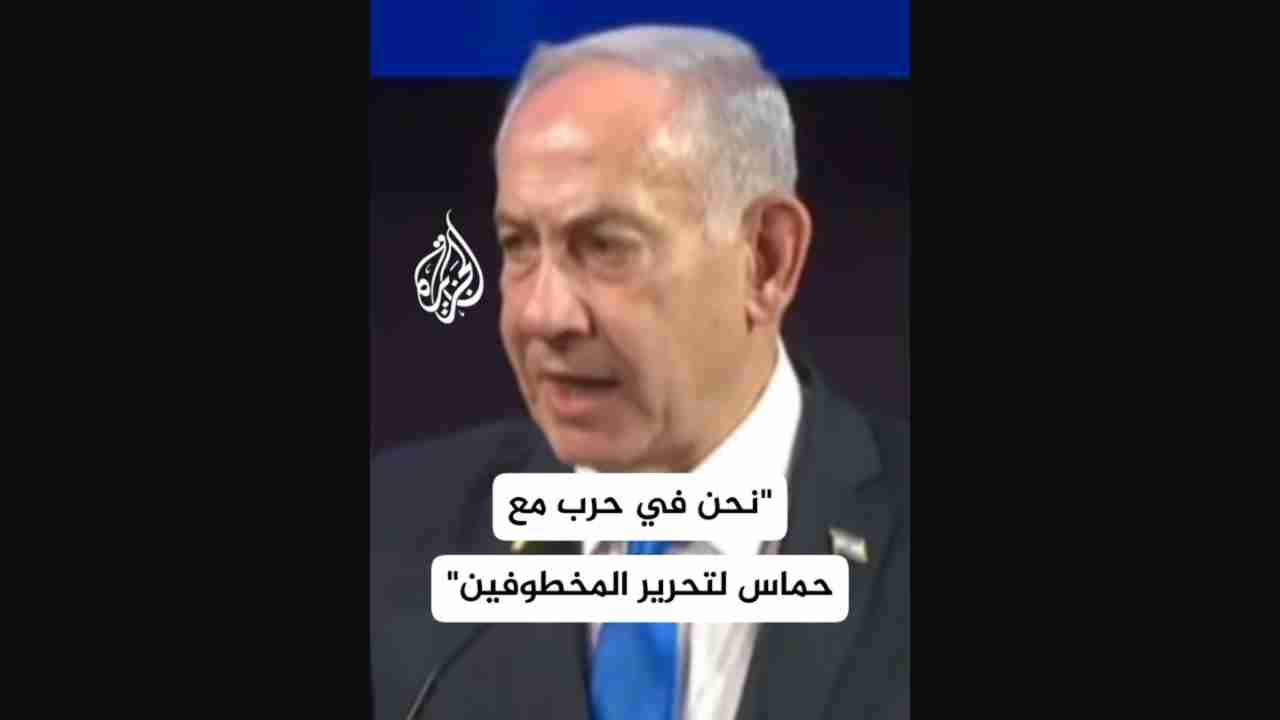 الجزيرة
"نحن في حرب مع
حماس لتحرير المخطوفين"